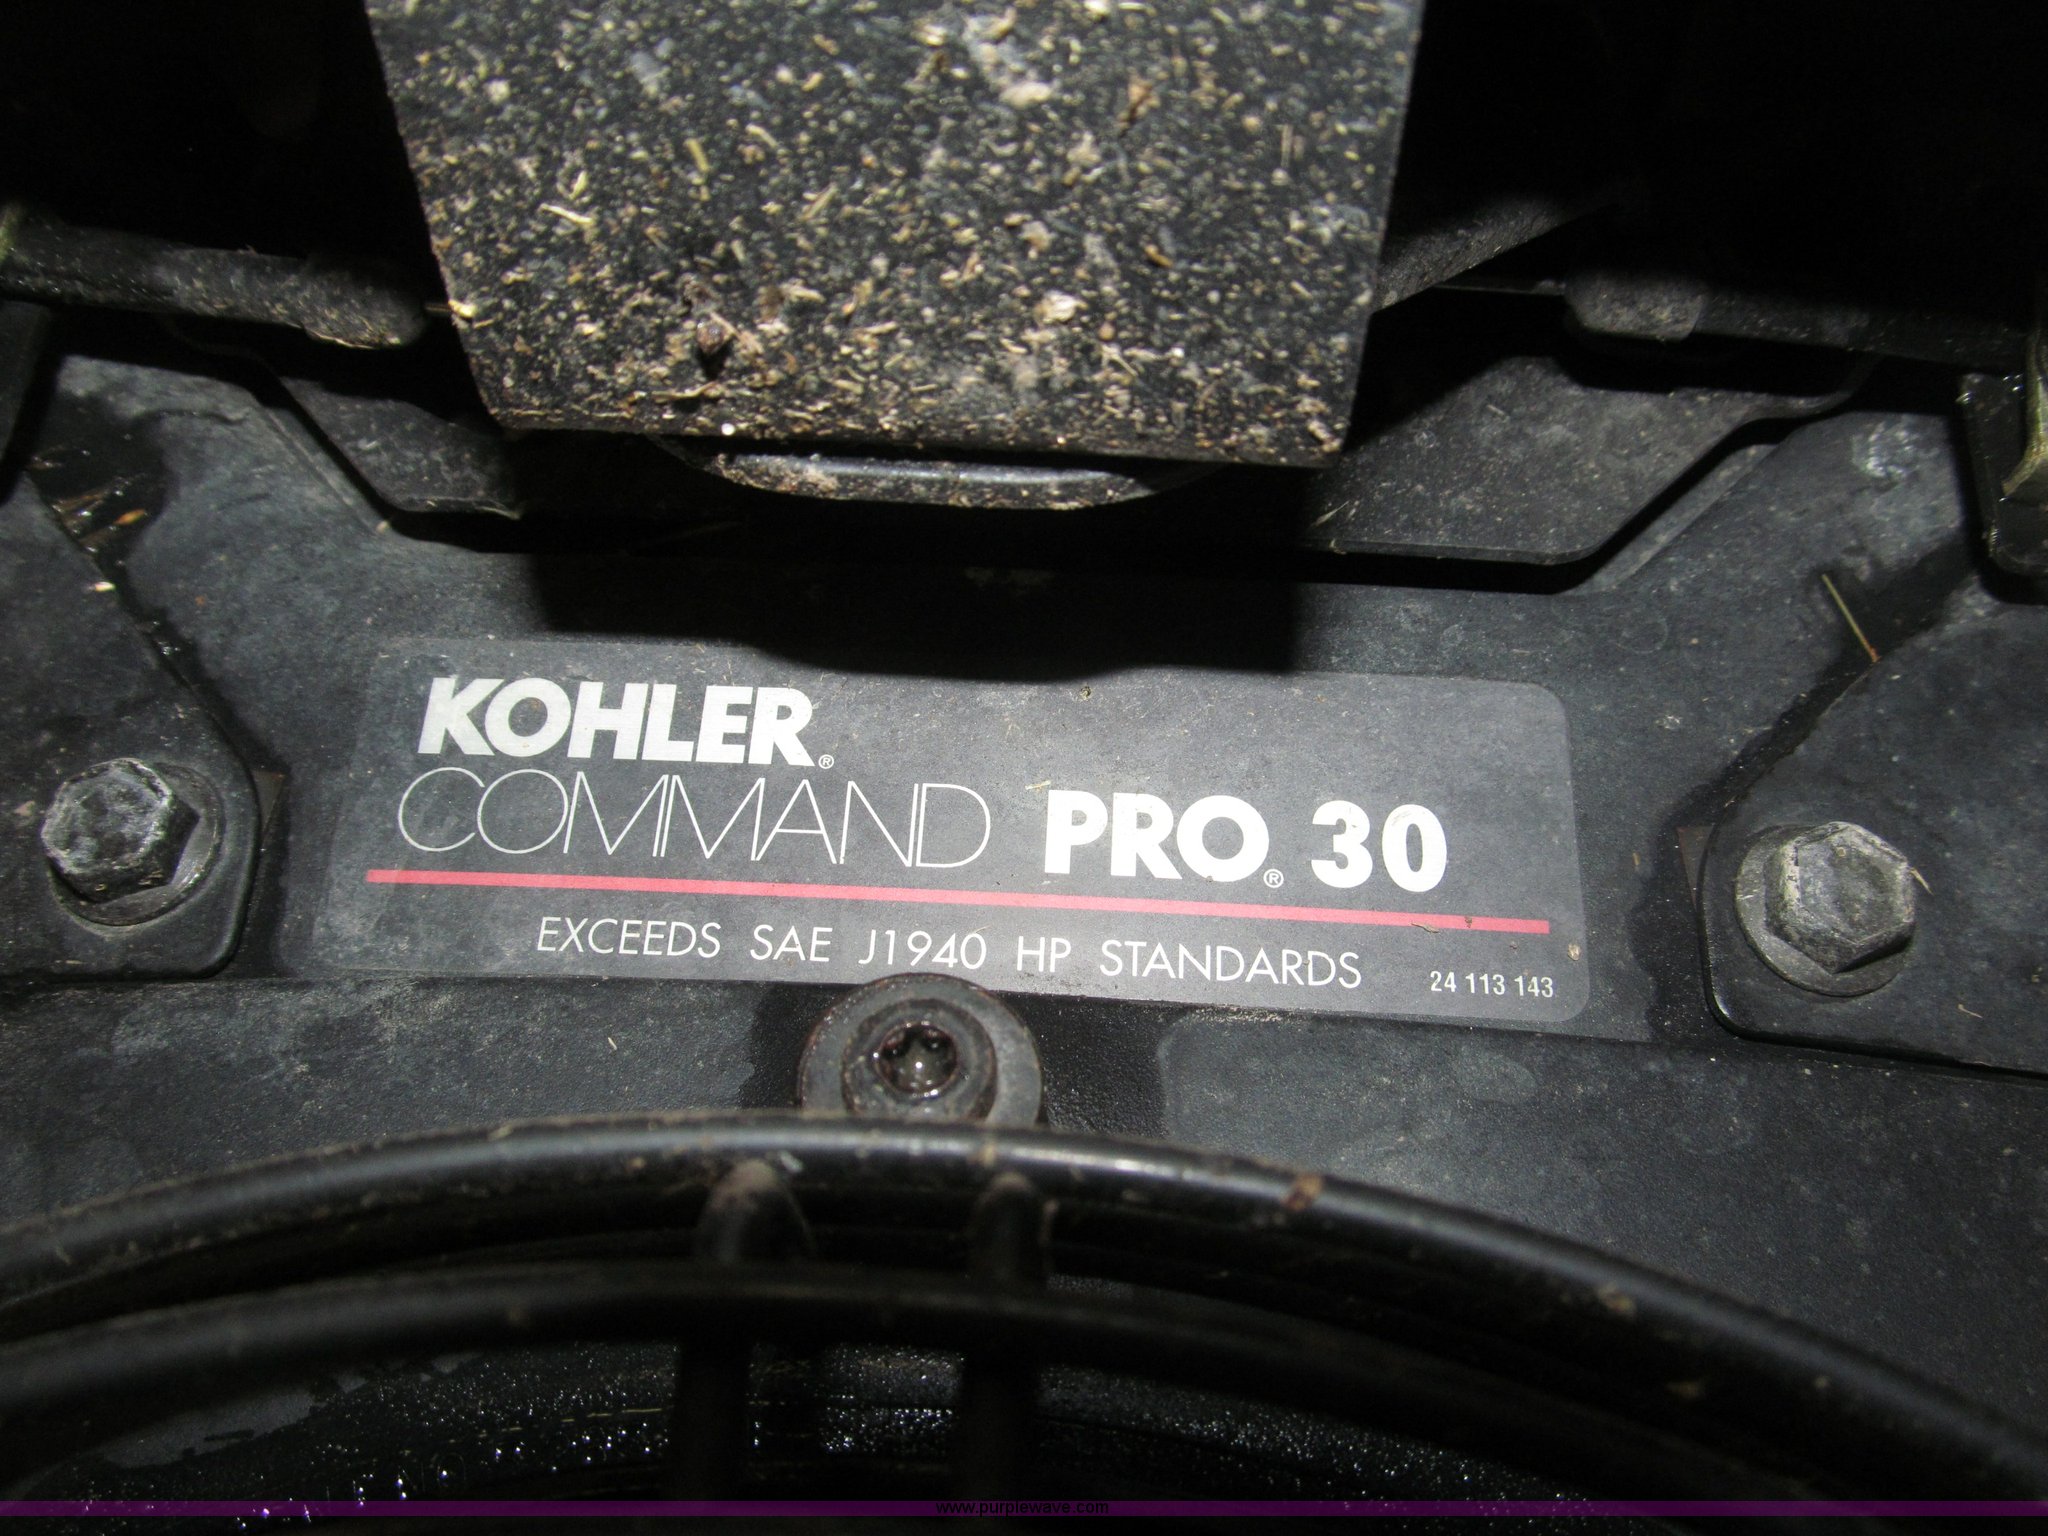 KOHLER®
COMMAND PRO® 30
EXCEEDS SAE J1940 HP STANDARDS
24 113 143
www.purplewave.com